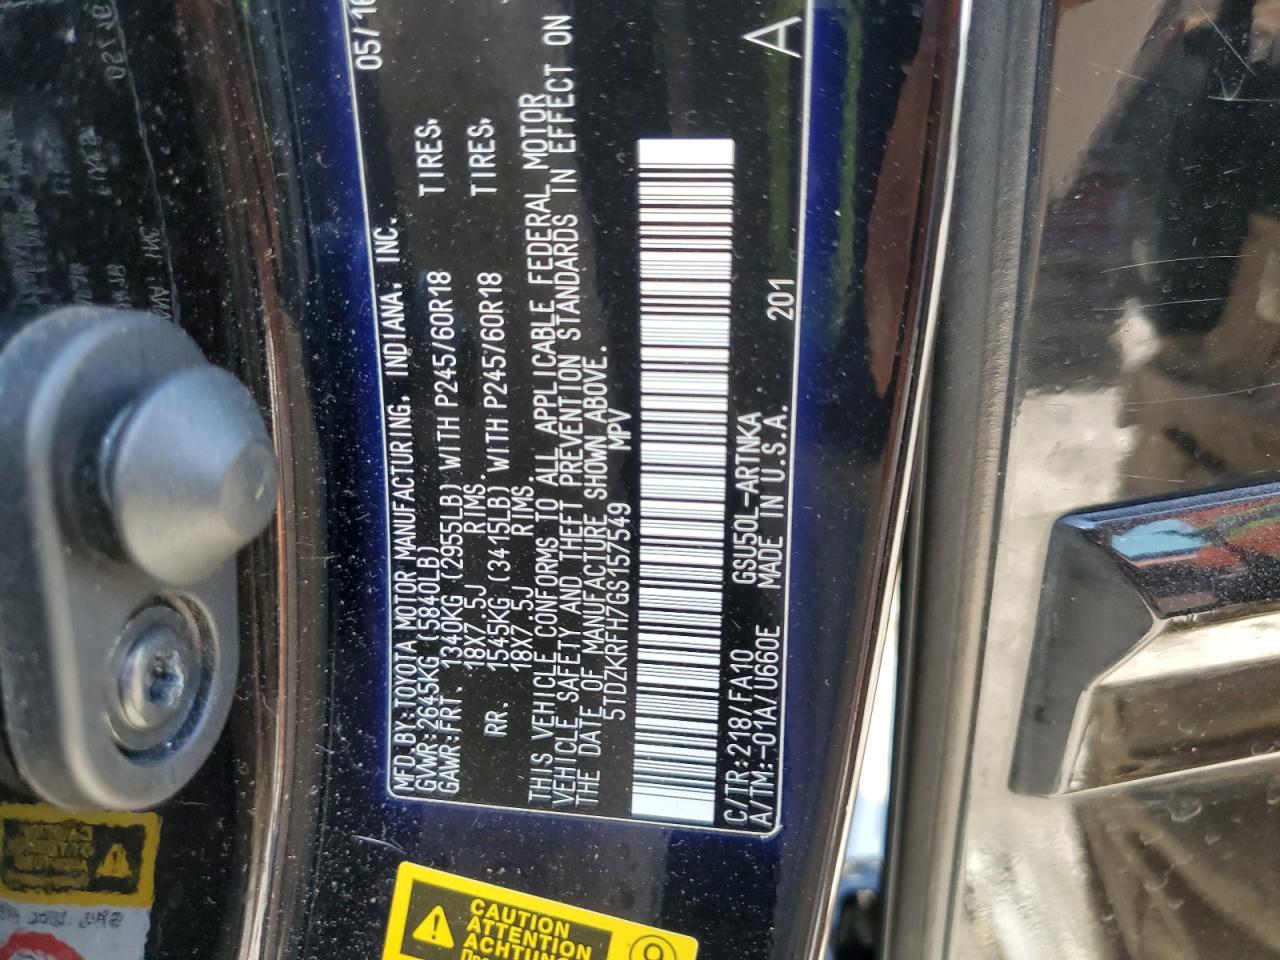 MFD.BY:TOYOTA MOTOR MANUFACTURING, INDIANA, INC. 05/16
GVWR:2645KG (5840LB)
GAWR:FRT. 1340KG (2955LB) WITH P245/60R18 TIRES,
18X7.5J RIMS.
RR. 1545KG (3415LB) WITH P245/60R18 TIRES,
18X7.5J RIMS.
THIS VEHICLE CONFORMS TO ALL APPLICABLE FEDERAL MOTOR
VEHICLE SAFETY AND THEFT PREVENTION STANDARDS IN EFFECT ON
THE DATE OF MANUFACTURE SHOWN ABOVE.
5TDZKRFH7GS157549 MPV
C/TR:218/FA10 GSU50L-ARTNKA 201
A/TM:-01A/U660E MADE IN U.S.A. A
CAUTION
ATTENTION
ACHTUNG